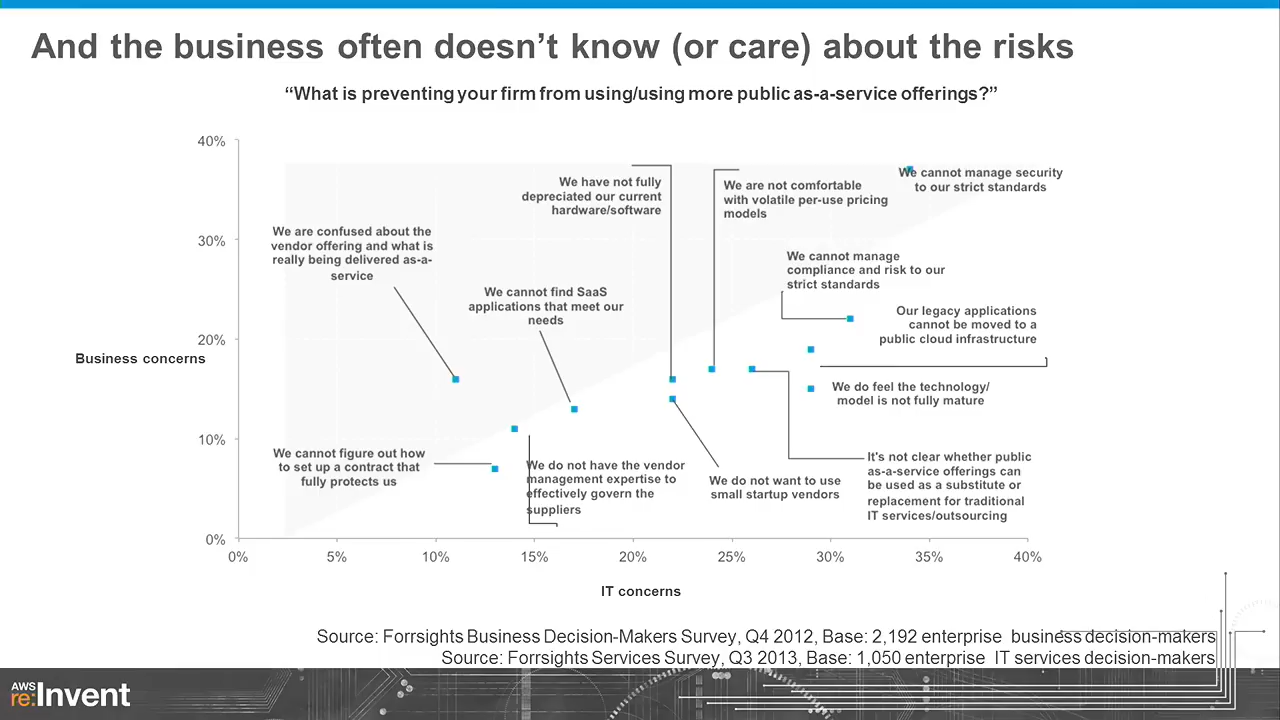 And the business often doesn’t know (or care) about the risks
“What is preventing your firm from using/using more public as-a-service offerings?”
40%
30%
20%
10%
0%
Business concerns
We have not fully
depreciated our current
hardware/software
We are not comfortable
with volatile per-use pricing
models
We cannot manage security
to our strict standards
We are confused about the
vendor offering and what is
really being delivered as-a-
service
We cannot find SaaS
applications that meet our
needs
We cannot manage
compliance and risk to our
strict standards
Our legacy applications
cannot be moved to a
public cloud infrastructure
We do feel the technology/
model is not fully mature
We cannot figure out how
to set up a contract that
fully protects us
We do not have the vendor
management expertise to
effectively govern the
suppliers
We do not want to use
small startup vendors
It's not clear whether public
as-a-service offerings can
be used as a substitute or
replacement for traditional
IT services/outsourcing
0%
5%
10%
15%
20%
25%
30%
35%
40%
IT concerns
Source: Forrsights Business Decision-Makers Survey, Q4 2012, Base: 2,192 enterprise business decision-makers
Source: Forrsights Services Survey, Q3 2013, Base: 1,050 enterprise IT services decision-makers
AWS
re:Invent